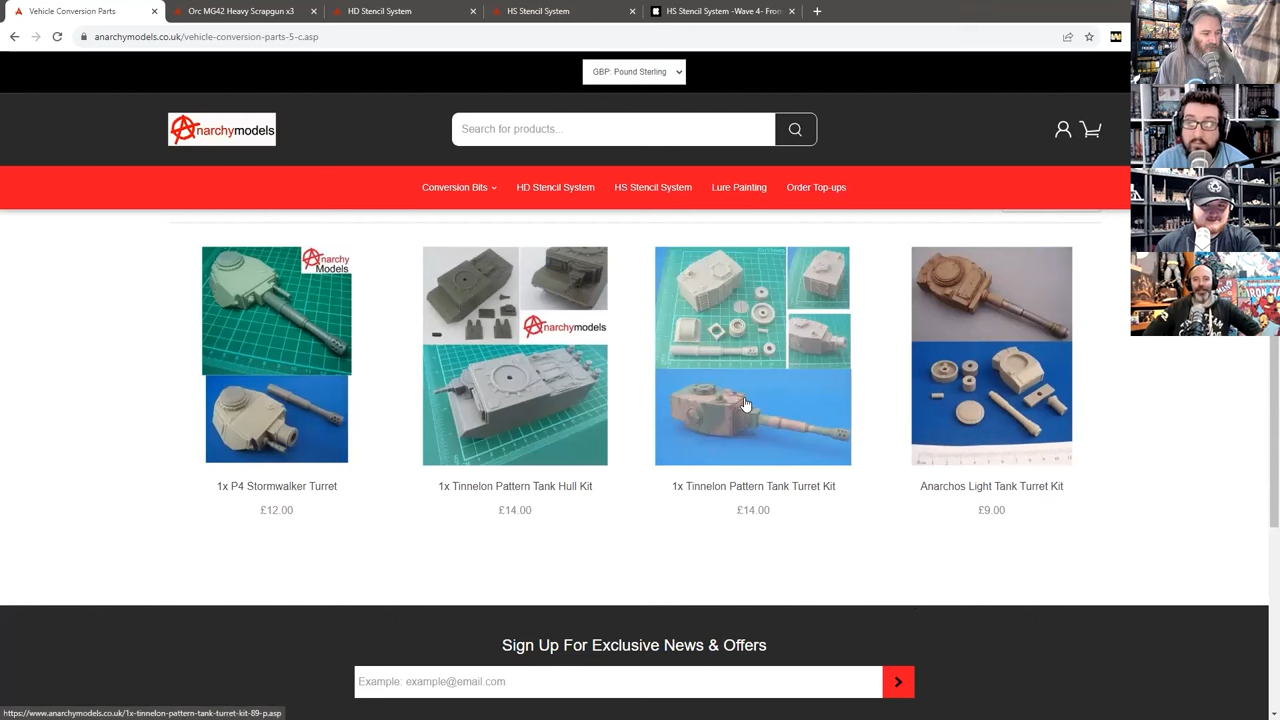 Vehicle Conversion Parts
Orc MG42 Heavy Scrapgun x3
HD Stencil System
HS Stencil System
HS Stencil System -Wave 4- Fron
anarchymodels.co.uk/vehicle-conversion-parts-5-c.asp
GBP: Pound Sterling
Anarchymodels
Search for products...
Conversion Bits
HD Stencil System
HS Stencil System
Lure Painting
Order Top-ups
Anarchy
Models
Anarchymodels
1x P4 Stormwalker Turret
£12.00
1x Tinnelon Pattern Tank Hull Kit
£14.00
1x Tinnelon Pattern Tank Turret Kit
£14.00
Anarchos Light Tank Turret Kit
£9.00
Sign Up For Exclusive News & Offers
Example: example@email.com
https://www.anarchymodels.co.uk/1x-tinnelon-pattern-tank-turret-kit-89-p.asp